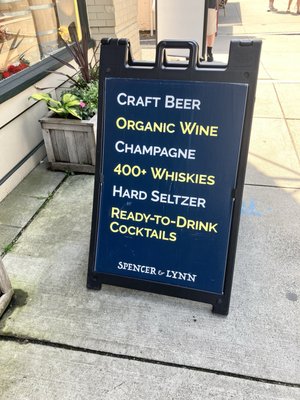 Craft Beer
Organic Wine
Champagne
400+ Whiskies
Hard Seltzer
Ready-to-Drink
Cocktails
Spencer & Lynn